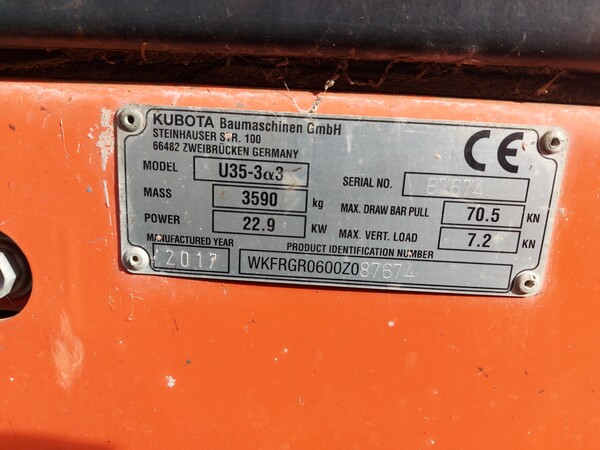 KUBOTA Baumaschinen GmbH
STEINHAUSER STR. 100
66482 ZWEIBRÜCKEN GERMANY
CE
MODEL U35-3α3 SERIAL NO. 87674
MASS 3590 kg MAX. DRAW BAR PULL 70.5 KN
POWER 22.9 KW MAX. VERT. LOAD 7.2 KN
MANUFACTURED YEAR PRODUCT IDENTIFICATION NUMBER
2017 WKFRGR0600Z087674